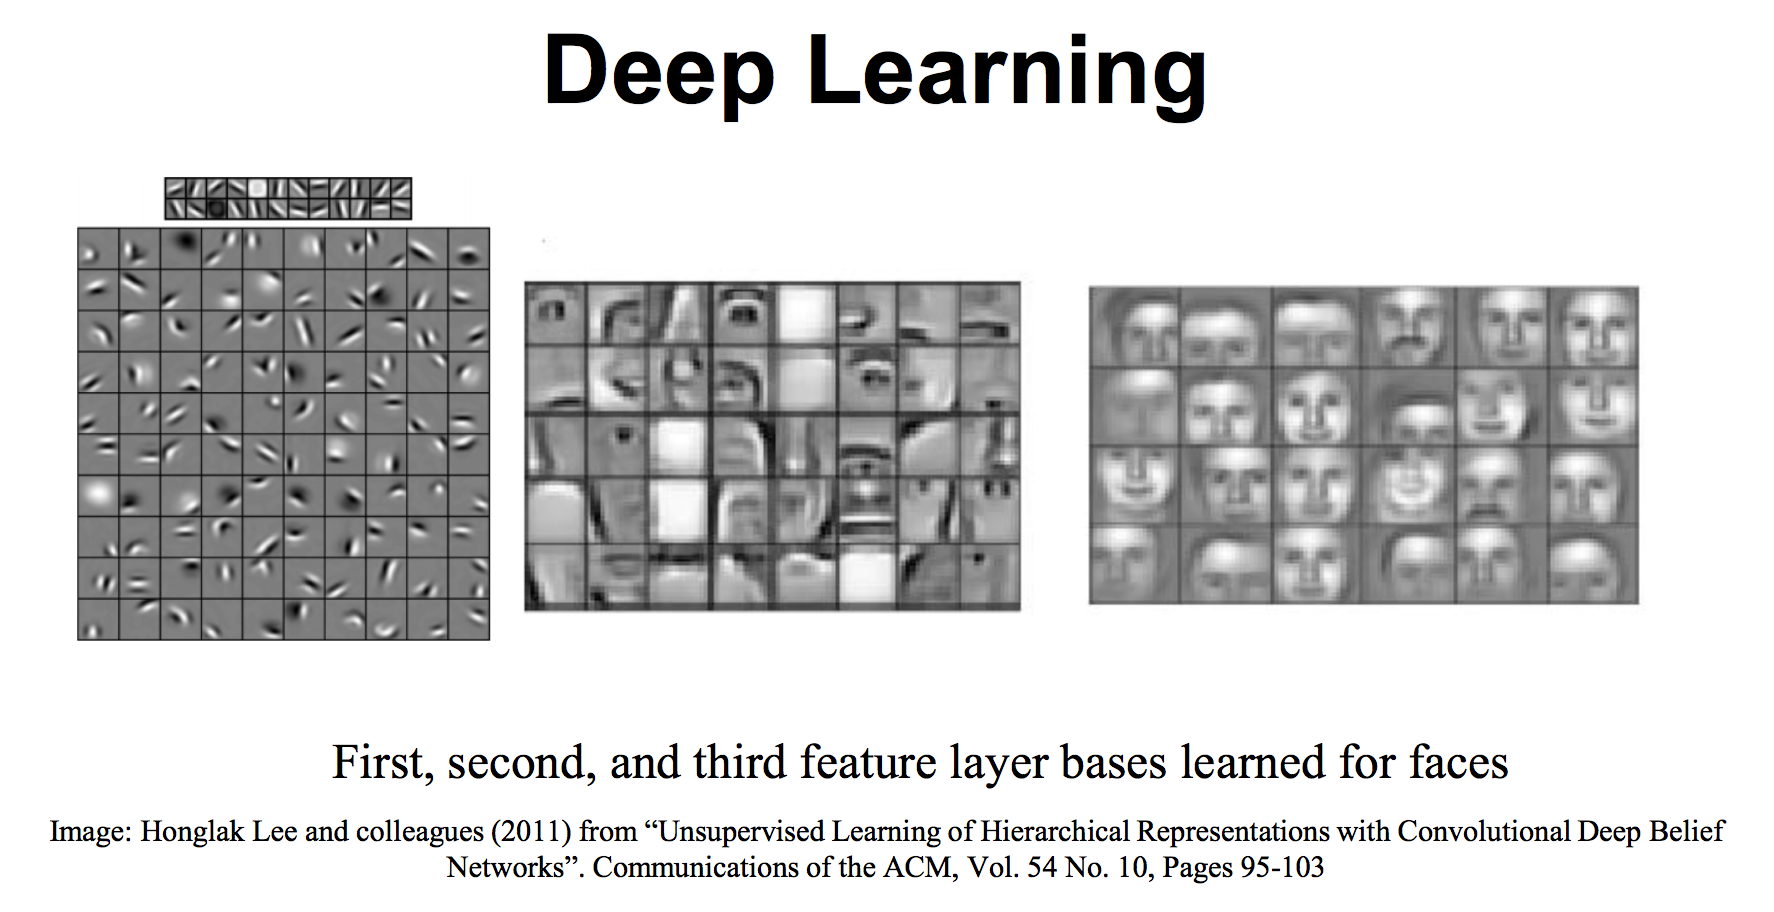 Deep Learning
First, second, and third feature layer bases learned for faces
Image: Honglak Lee and colleagues (2011) from “Unsupervised Learning of Hierarchical Representations with Convolutional Deep Belief
Networks”. Communications of the ACM, Vol. 54 No. 10, Pages 95-103